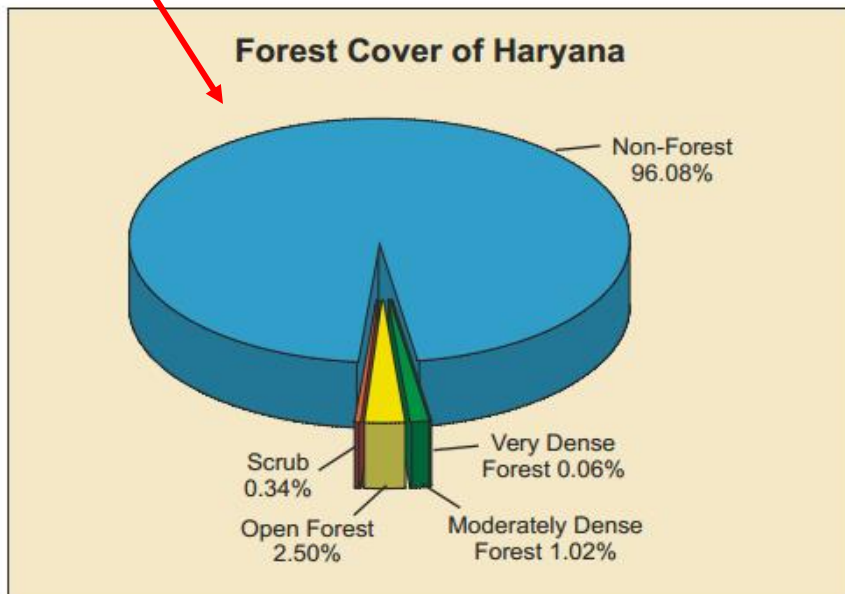 Forest Cover of Haryana
Non-Forest
96.08%
Very Dense
Forest 0.06%
Scrub
0.34%
Open Forest
2.50%
Moderately Dense
Forest 1.02%